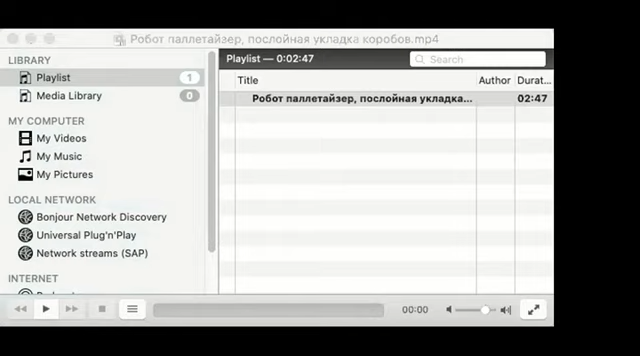 Робот паллетайзер, послойная укладка коробов.mp4
LIBRARY
Playlist 1
Media Library 0
MY COMPUTER
My Videos
My Music
My Pictures
LOCAL NETWORK
Bonjour Network Discovery
Universal Plug'n'Play
Network streams (SAP)
INTERNET
Playlist — 0:02:47
Search
Title Author Durat...
Робот паллетайзер, послойная укладка... 02:47
00:00